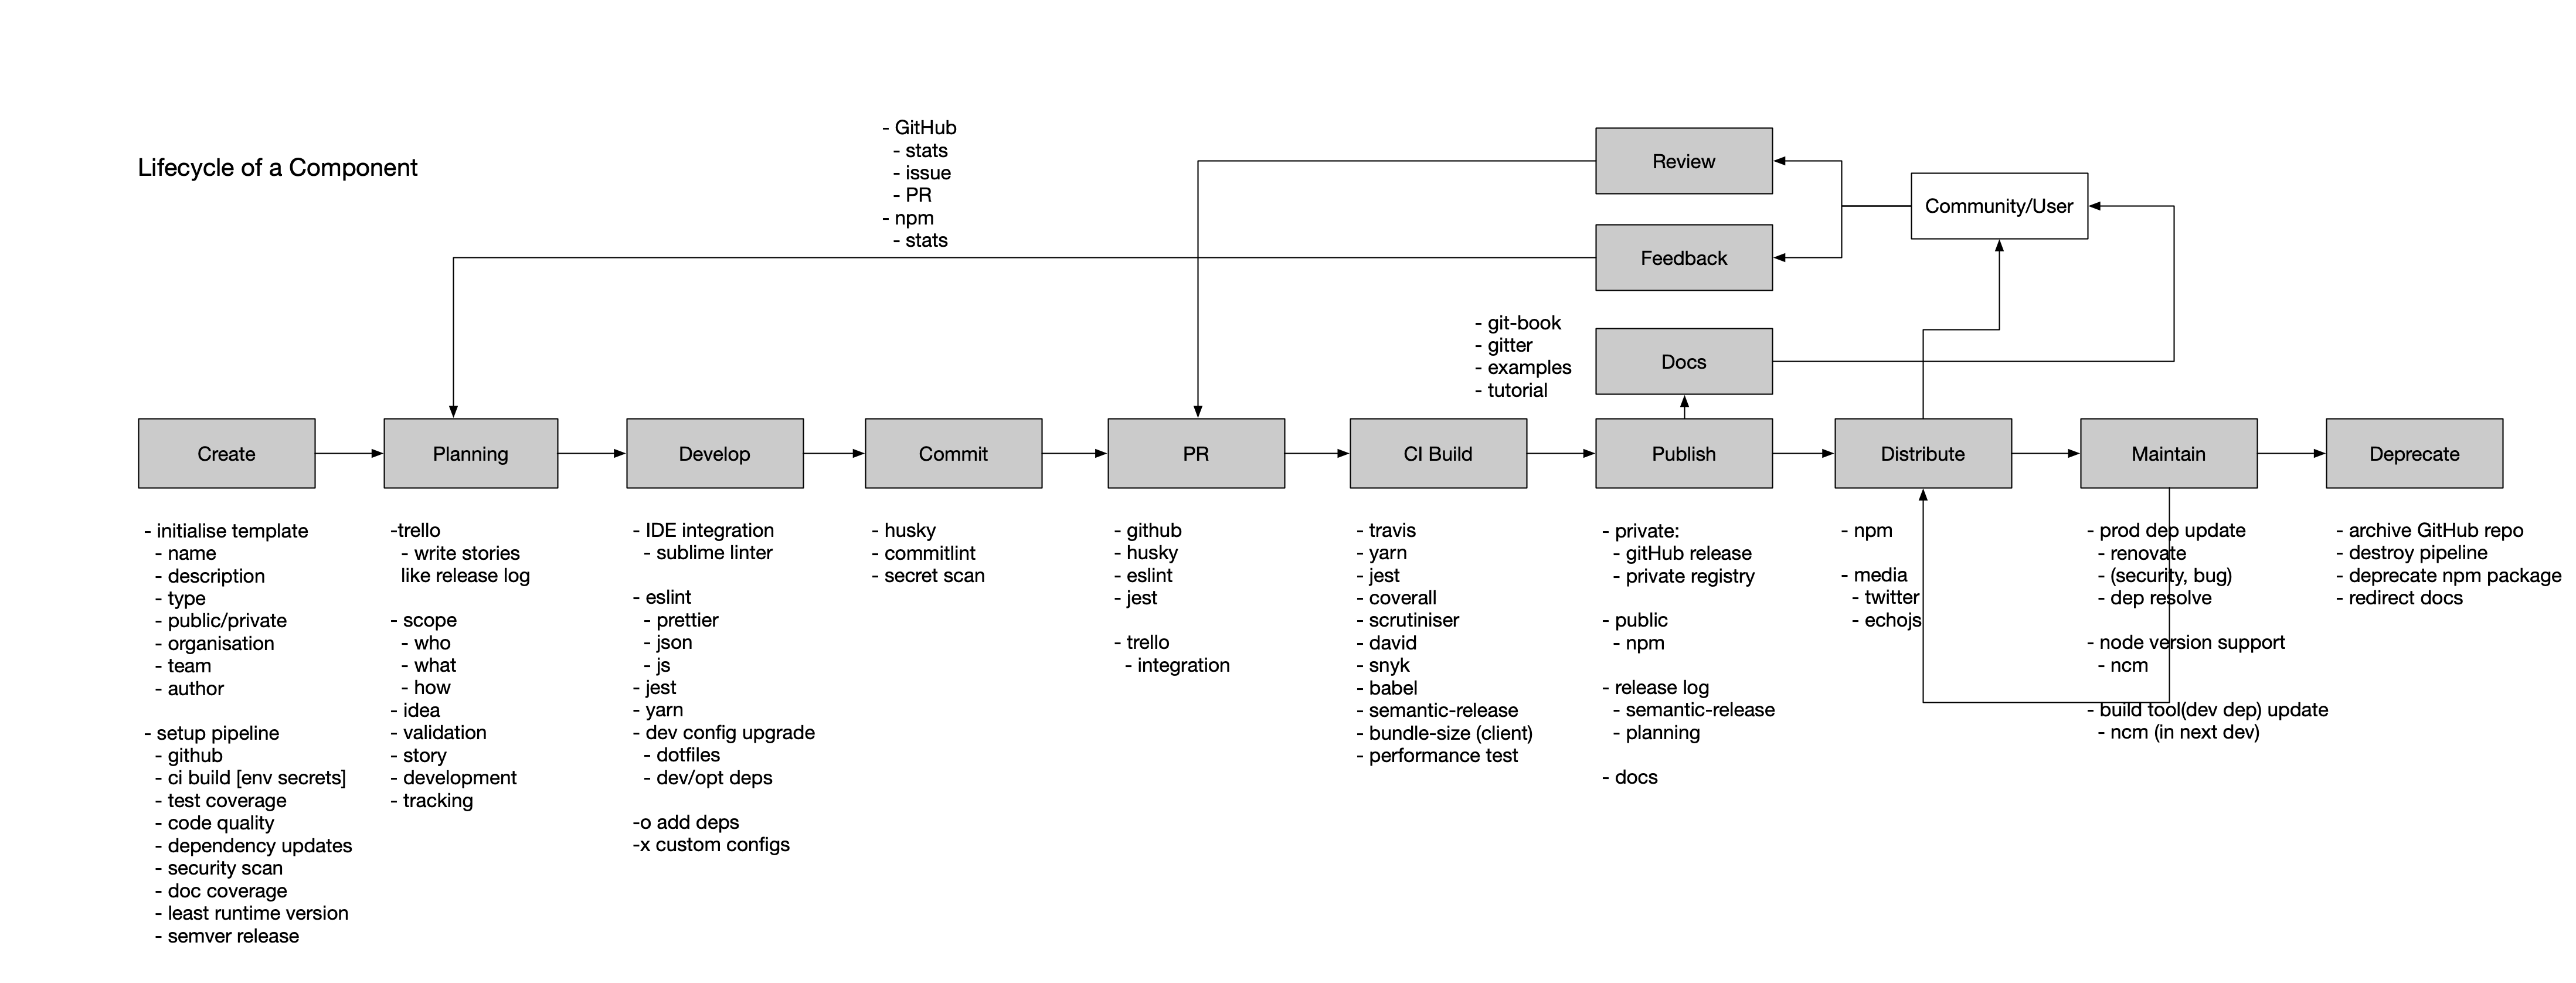 Lifecycle of a Component
- GitHub
- stats
- issue
- PR
- npm
- stats
Review
Community/User
Feedback
- git-book
- gitter
- examples
- tutorial
Docs
Create
Planning
Develop
Commit
PR
CI Build
Publish
Distribute
Maintain
Deprecate
- initialise template
- name
- description
- type
- public/private
- organisation
- team
- author
- setup pipeline
- github
- ci build [env secrets]
- test coverage
- code quality
- dependency updates
- security scan
- doc coverage
- least runtime version
- semver release
-trello
- write stories
like release log
- scope
- who
- what
- how
- idea
- validation
- story
- development
- tracking
- IDE integration
- sublime linter
- eslint
- prettier
- json
- js
- jest
- yarn
- dev config upgrade
- dotfiles
- dev/opt deps
-o add deps
-x custom configs
- husky
- commitlint
- secret scan
- github
- husky
- eslint
- jest
- trello
- integration
- travis
- yarn
- jest
- coverall
- scrutiniser
- david
- snyk
- babel
- semantic-release
- bundle-size (client)
- performance test
- private:
- gitHub release
- private registry
- public
- npm
- release log
- semantic-release
- planning
- docs
- npm
- media
- twitter
- echojs
- prod dep update
- renovate
- (security, bug)
- dep resolve
- node version support
- ncm
- build tool(dev dep) update
- ncm (in next dev)
- archive GitHub repo
- destroy pipeline
- deprecate npm package
- redirect docs